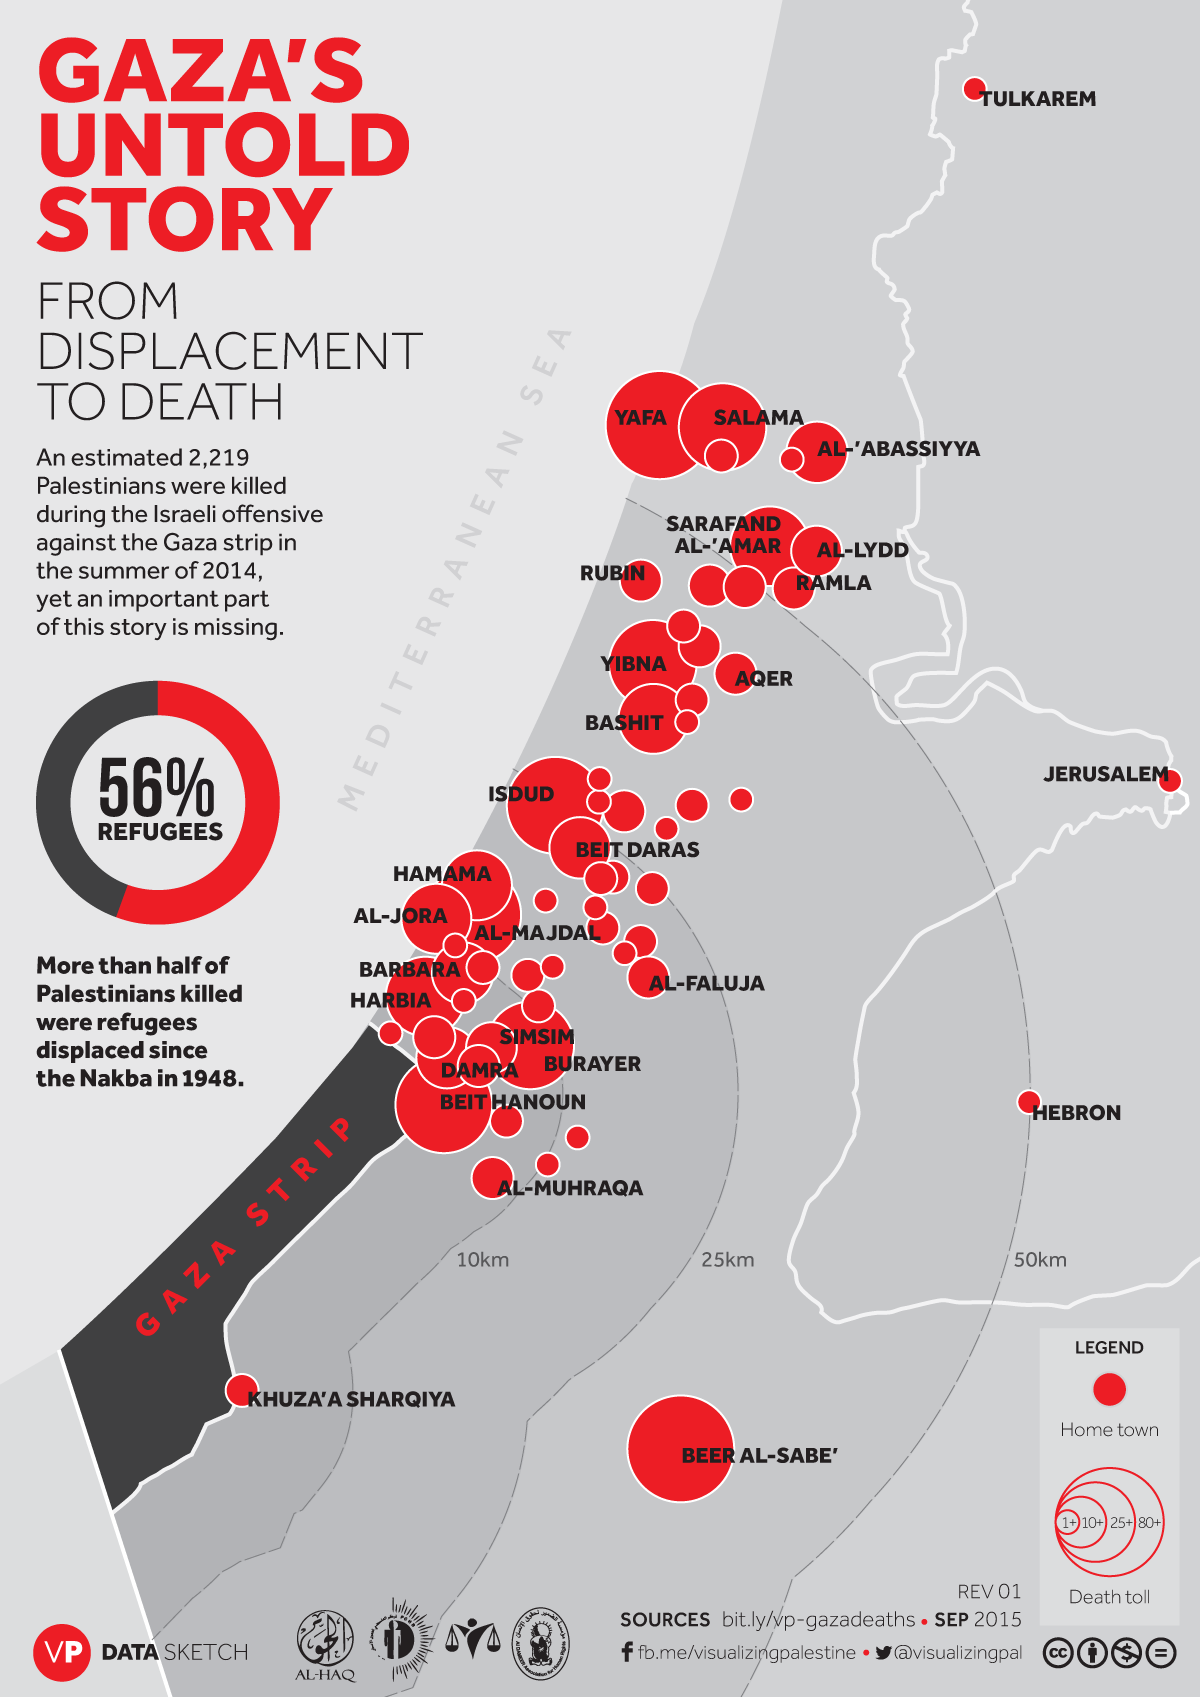 GAZA'S
UNTOLD
STORY
FROM
DISPLACEMENT
TO DEATH
An estimated 2,219
Palestinians were killed
during the Israeli offensive
against the Gaza strip in
the summer of 2014,
yet an important part
of this story is missing.
56%
REFUGEES
More than half of
Palestinians killed
were refugees
displaced since
the Nakba in 1948.
MEDITERRANEAN SEA
TULKAREM
YAFA
SALAMA
AL-'ABASSIYYA
SARAFAND
AL-'AMAR
AL-LYDD
RUBIN
RAMLA
YIBNA
AQER
BASHIT
JERUSALEM
ISDUD
BEIT DARAS
HAMAMA
AL-JORA
AL-MAJDAL
BARBARA
AL-FALUJA
HARBIA
SIMSIM
BURAYER
DAMRA
BEIT HANOUN
HEBRON
AL-MUHRAQA
GAZA STRIP
10km
25km
50km
KHUZA'A SHARQIYA
BEER AL-SABE'
LEGEND
Home town
1+ 10+ 25+ 80+
Death toll
REV 01
SOURCES bit.ly/vp-gazadeaths • SEP 2015
fb.me/visualizingpalestine • @visualizingpal
VP DATA SKETCH
AL-HAQ
cc